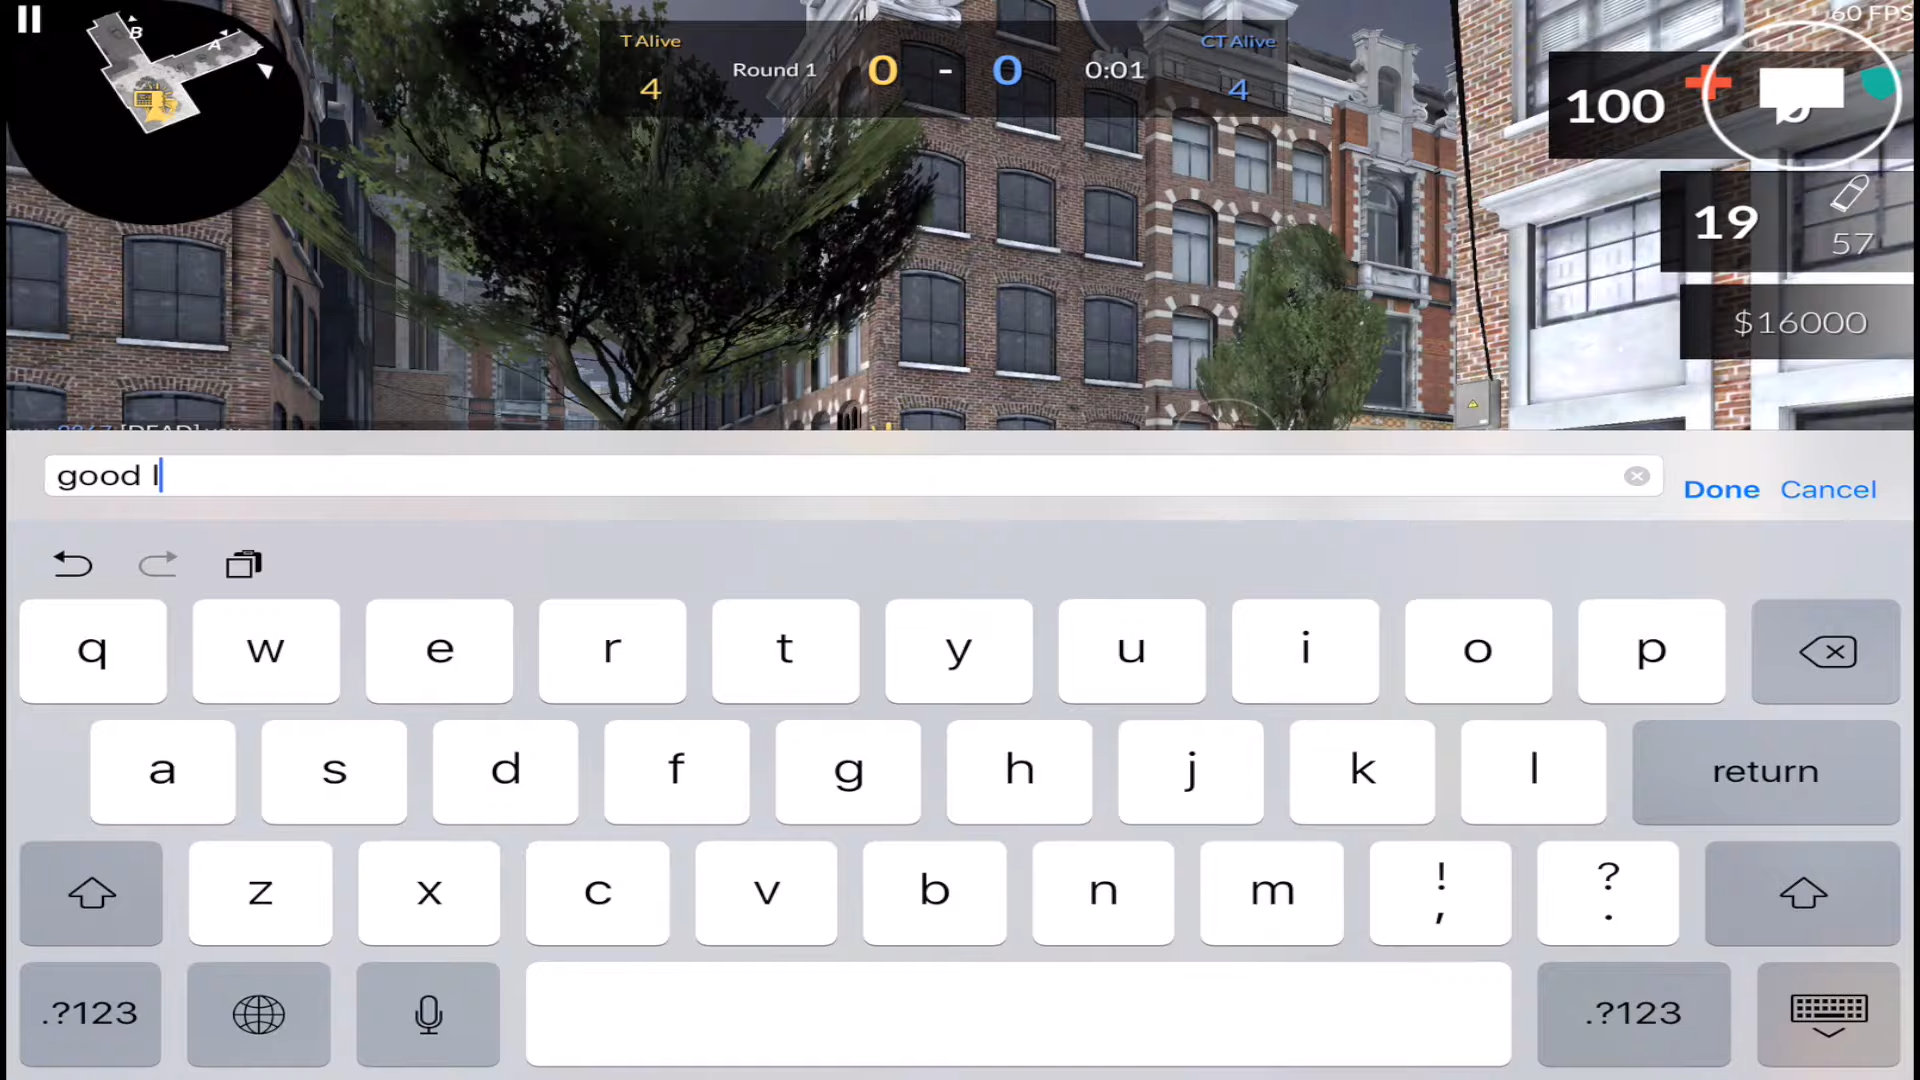 60 FPS
B
A
T Alive
4
Round 1
0 - 0
0:01
CT Alive
4
100
19
57
$16000
good l
Done Cancel
q w e r t y u i o p
a s d f g h j k l return
z x c v b n m ! , ? .
.?123 .?123